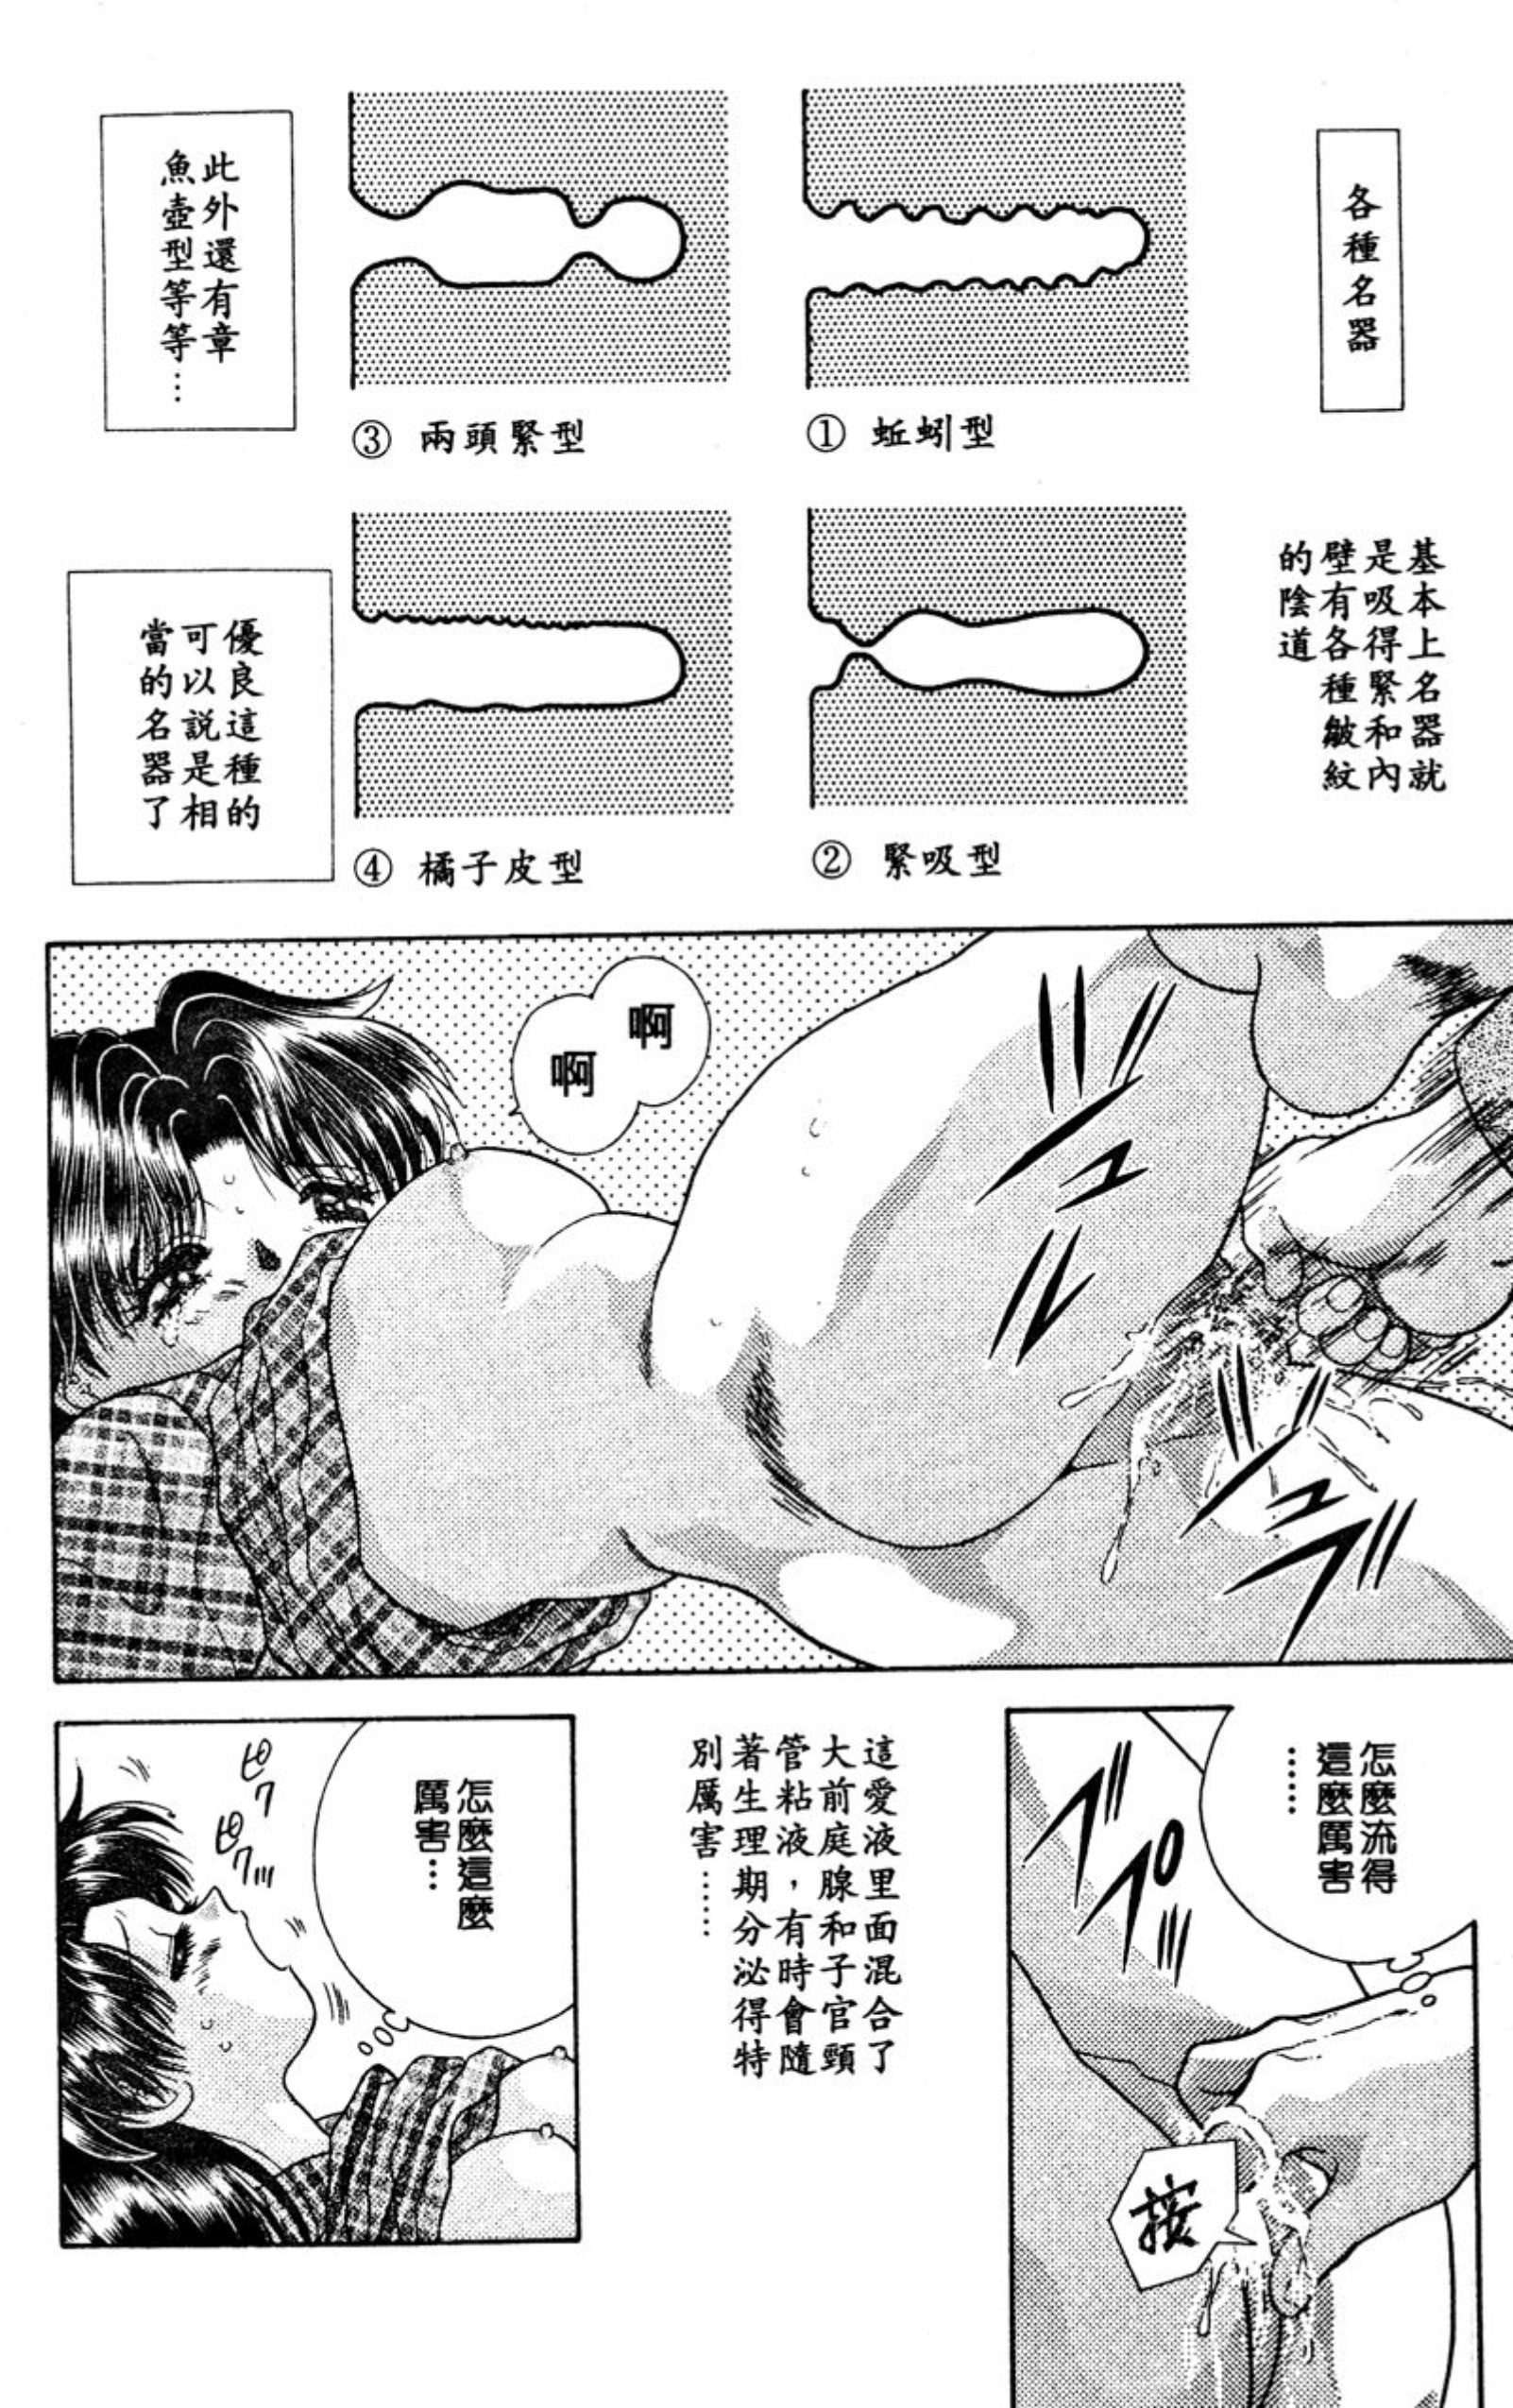 各種名器
基本上名器就
是吸得緊和內
壁有各種皺紋
的陰道
① 蚯蚓型
② 緊吸型
③ 兩頭緊型
④ 橘子皮型
此外還有章
魚壺型等等…
優良這種的
可以說是相
當的名器了
啊
啊
怎麼流得
這麼厲害
……
按
這愛液里面混合了
大前庭腺和子官頸
管粘液，有時會隨
著生理期分泌得特
別厲害……
怎麼這麼
厲害…
ピク
ピク